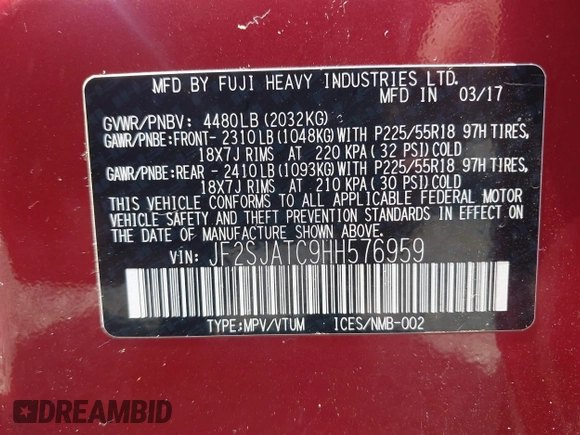 MFD BY FUJI HEAVY INDUSTRIES LTD.
MFD IN 03/17
GVWR/PNBV: 4480LB (2032KG)
GAWR/PNBE:FRONT- 2310LB (1048KG) WITH P225/55R18 97H TIRES,
18X7J RIMS AT 220 KPA (32 PSI) COLD
GAWR/PNBE:REAR - 2410LB (1093KG) WITH P225/55R18 97H TIRES,
18X7J RIMS AT 210 KPA (30 PSI) COLD
THIS VEHICLE CONFORMS TO ALL APPLICABLE FEDERAL MOTOR
VEHICLE SAFETY AND THEFT PREVENTION STANDARDS IN EFFECT ON THE
DATE OF MANUFACTURE SHOWN ABOVE.
VIN: JF2SJATC9HH576959
TYPE:MPV/VTUM ICES/NMB-002
DREAMBID